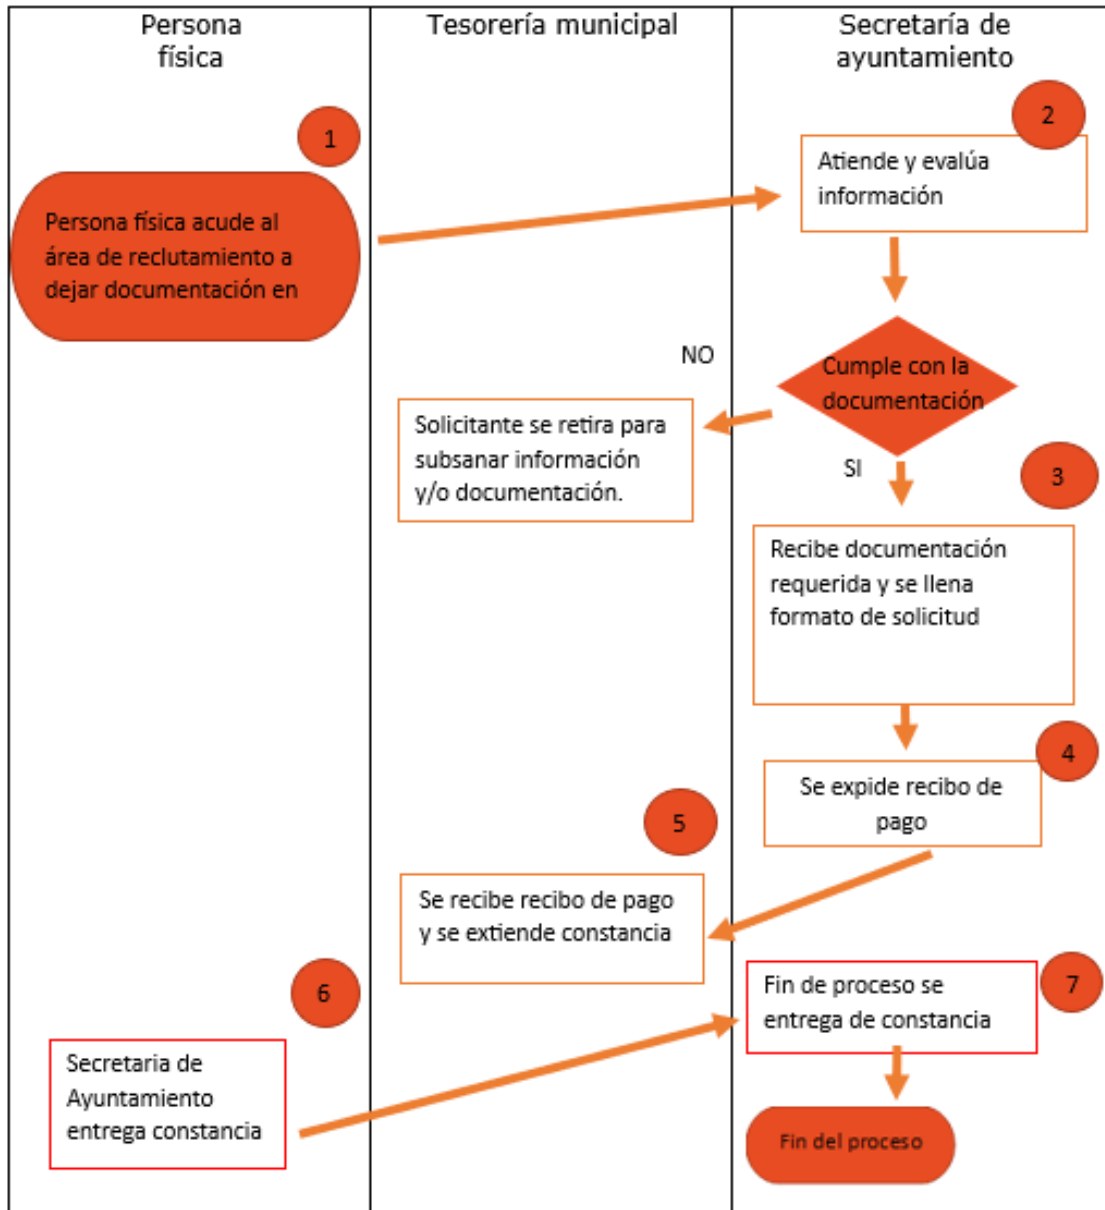 Persona
física
Tesorería municipal
Secretaría de
ayuntamiento
1
Persona física acude al
área de reclutamiento a
dejar documentación en
2
Atiende y evalúa
información
Cumple con la
documentación
NO
Solicitante se retira para
subsanar información
y/o documentación.
SI
3
Recibe documentación
requerida y se llena
formato de solicitud
4
Se expide recibo de
pago
5
Se recibe recibo de pago
y se extiende constancia
6
Secretaria de
Ayuntamiento
entrega constancia
7
Fin de proceso se
entrega de constancia
Fin del proceso